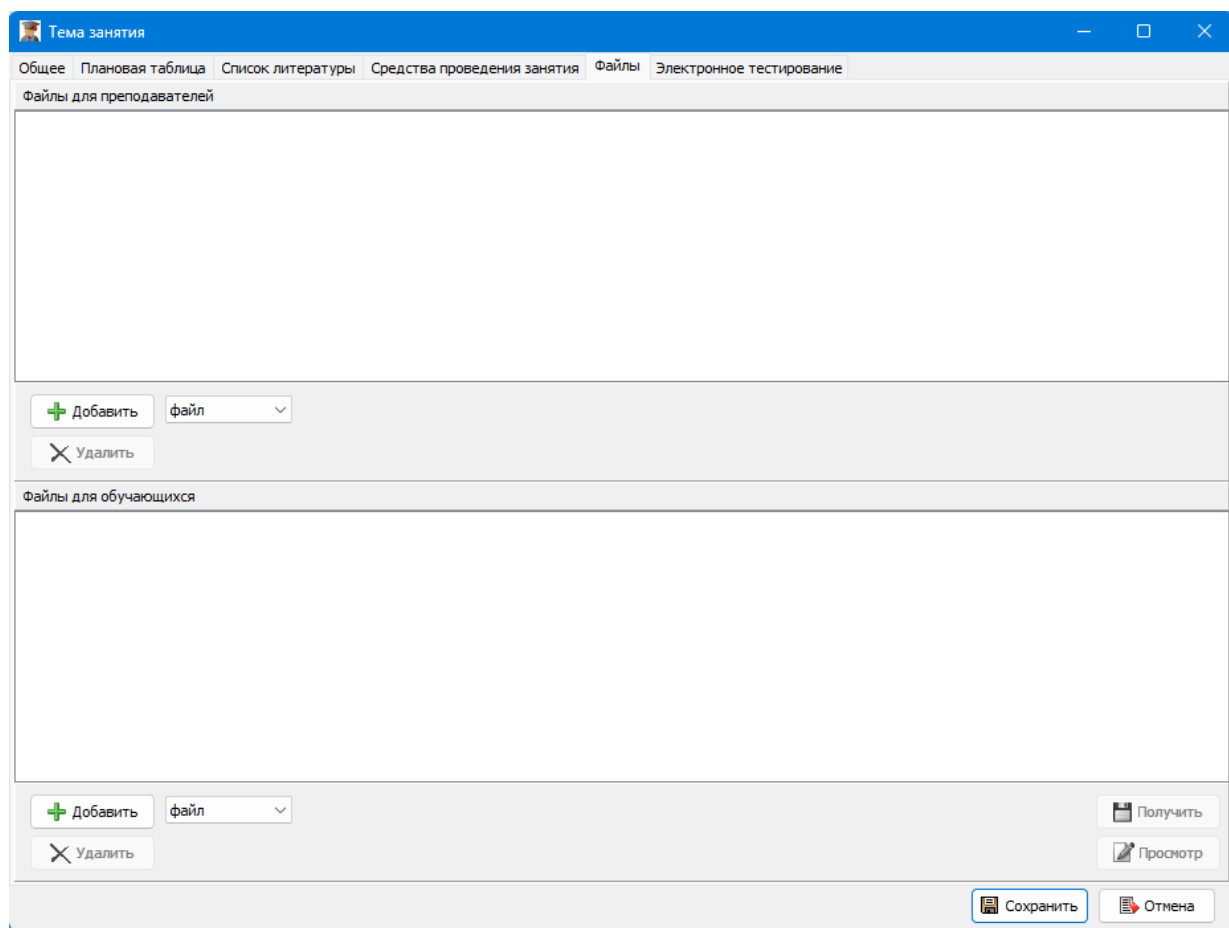 Тема занятия
Общее Плановая таблица Список литературы Средства проведения занятия Файлы Электронное тестирование
Файлы для преподавателей
Добавить файл
Удалить
Файлы для обучающихся
Добавить файл Получить
Удалить Просмотр
Сохранить Отмена